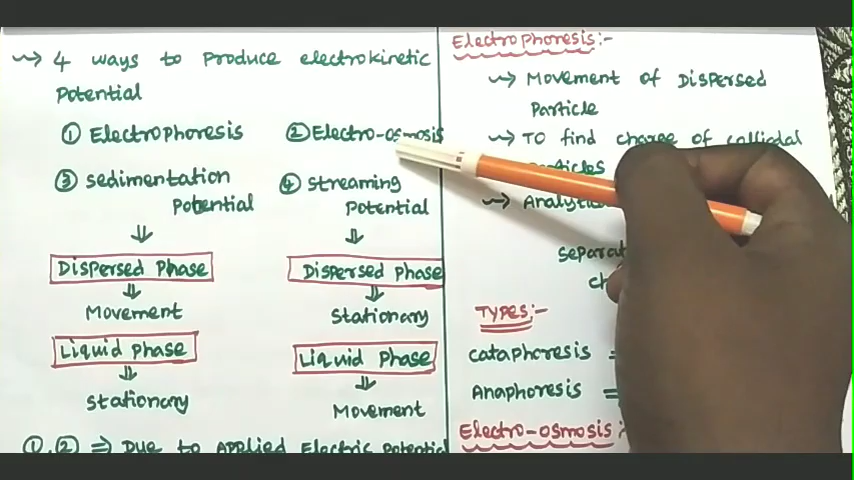 4 ways to produce electrokinetic
Potential
① Electrophoresis
② Electro-osmosis
③ sedimentation
Potential
④ streaming
Potential
Dispersed Phase
Movement
Liquid Phase
stationary
Dispersed Phase
stationary
Liquid Phase
Movement
①,② ⇒ Due to Applied Electric Potential
Electrophoresis:-
Movement of Dispersed
Particle
To find charge of colloidal
Types:-
cataphoresis =
Anaphoresis =
Electro-osmosis: